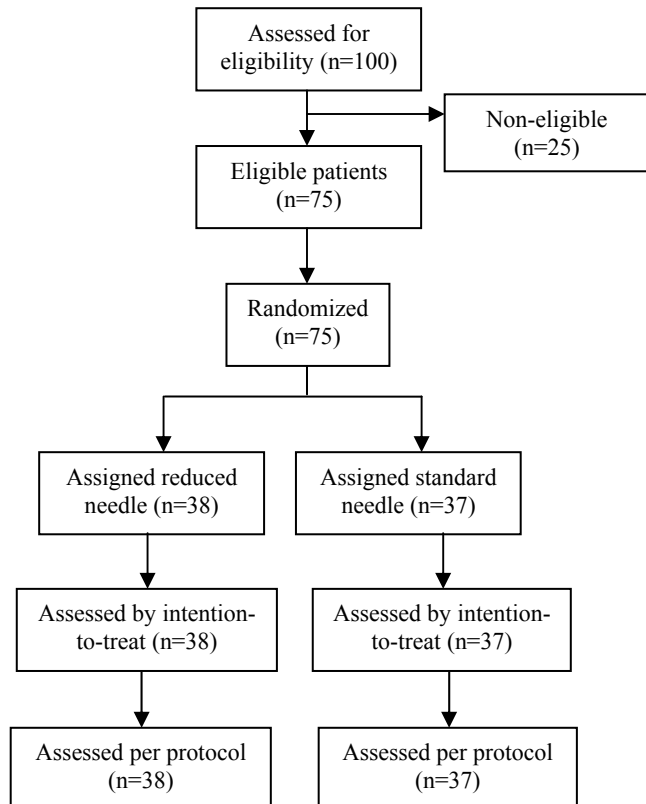 Assessed for
eligibility (n=100)
Non-eligible
(n=25)
Eligible patients
(n=75)
Randomized
(n=75)
Assigned reduced
needle (n=38)
Assigned standard
needle (n=37)
Assessed by intention-
to-treat (n=38)
Assessed by intention-
to-treat (n=37)
Assessed per protocol
(n=38)
Assessed per protocol
(n=37)